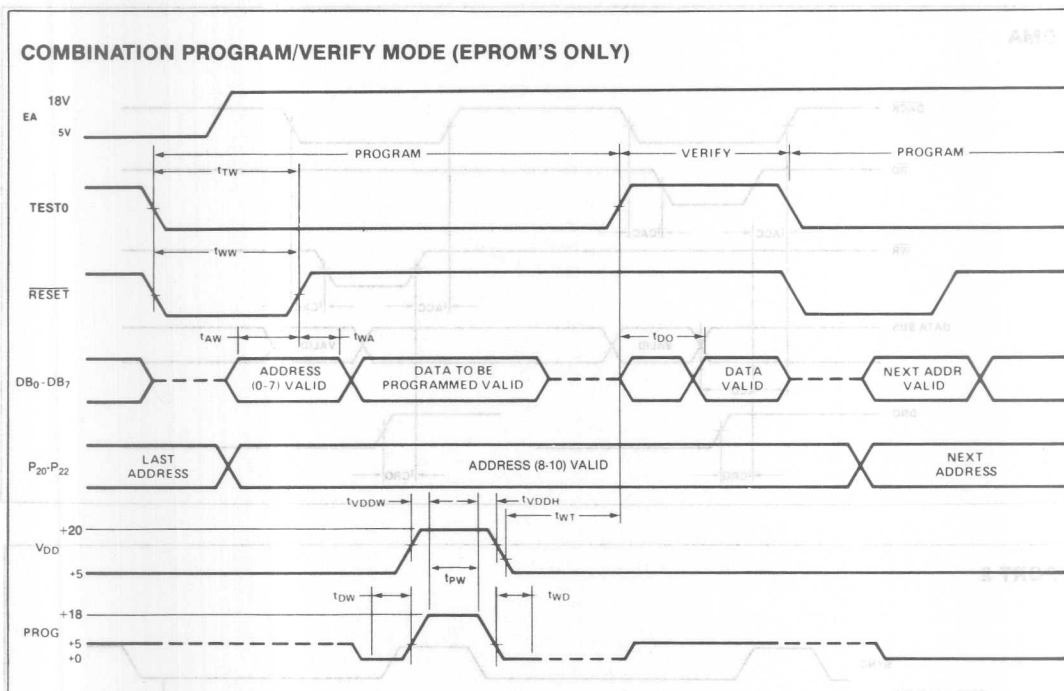 COMBINATION PROGRAM/VERIFY MODE (EPROM'S ONLY)
EA
18V
5V
PROGRAM
VERIFY
PROGRAM
tTW
TEST0
tWW
RESET
tAW
tWA
tDO
DB0-DB7
ADDRESS
(0-7) VALID
DATA TO BE
PROGRAMMED VALID
DATA
VALID
NEXT ADDR
VALID
P20-P22
LAST
ADDRESS
ADDRESS (8-10) VALID
NEXT
ADDRESS
tVDDW
tVDDH
tWT
VDD
+20
+5
tPW
tDW
tWD
PROG
+18
+5
+0